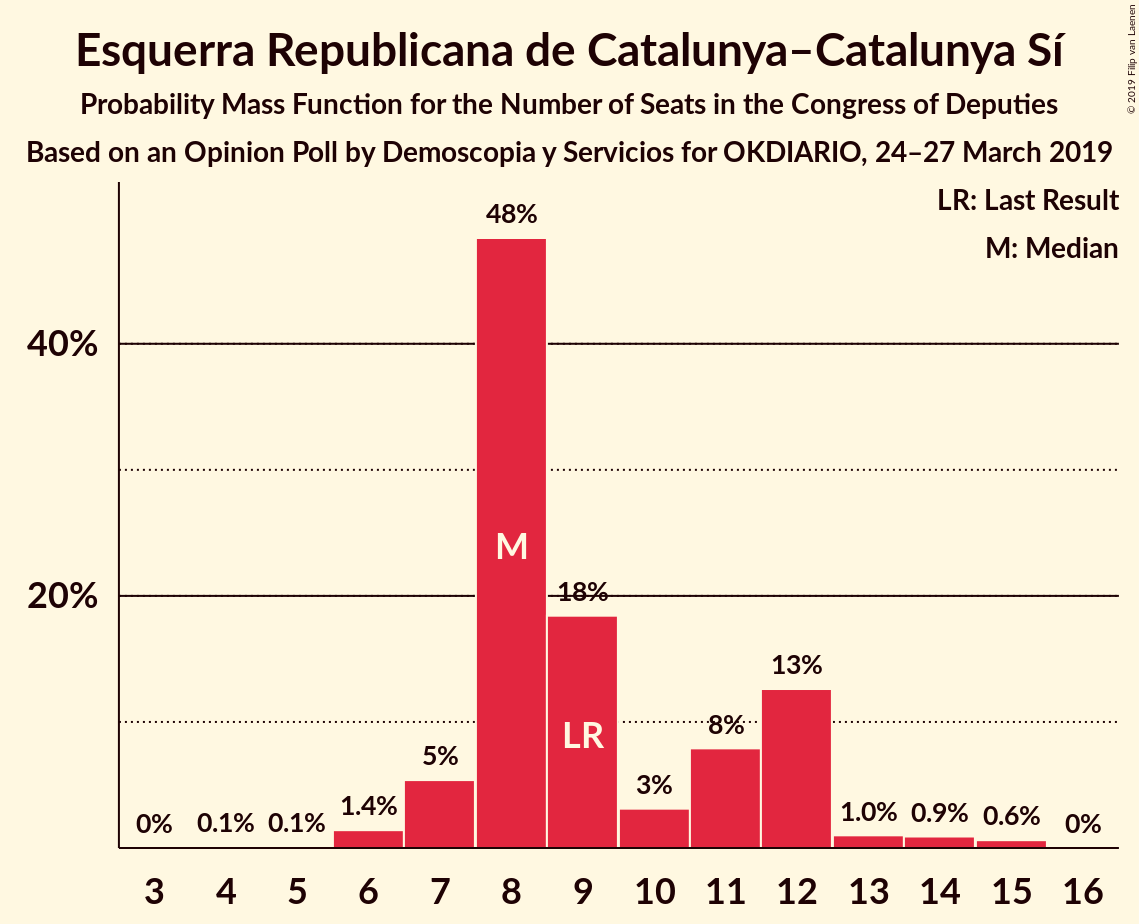 Esquerra Republicana de Catalunya–Catalunya Sí
Probability Mass Function for the Number of Seats in the Congress of Deputies
Based on an Opinion Poll by Demoscopia y Servicios for OKDIARIO, 24–27 March 2019
© 2019 Filip van Laenen
LR: Last Result
M: Median
40%
20%
0%
0.1%
0.1%
1.4%
5%
48%
18%
3%
8%
13%
1.0%
0.9%
0.6%
0%
M
LR
3 4 5 6 7 8 9 10 11 12 13 14 15 16